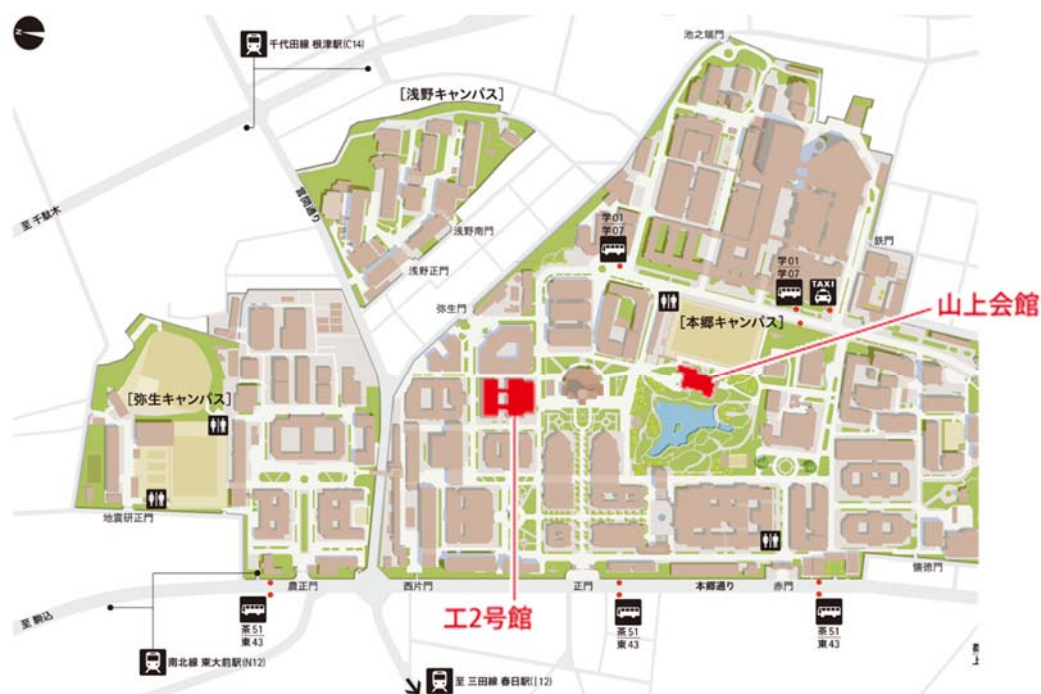 N
千代田線 根津駅(C14)
池之端門
[浅野キャンパス]
至 千駄木
言問通り
浅野南門
浅野正門
学01
学07
弥生門
学01
学07
TAXI
鉄門
山上会館
[本郷キャンパス]
[弥生キャンパス]
地震研正門
農正門
西片門
正門
本郷通り
赤門
懐徳門
工2号館
至 駒込
茶51
東43
茶51
東43
茶51
東43
南北線 東大前駅(N12)
至 三田線 春日駅(I12)